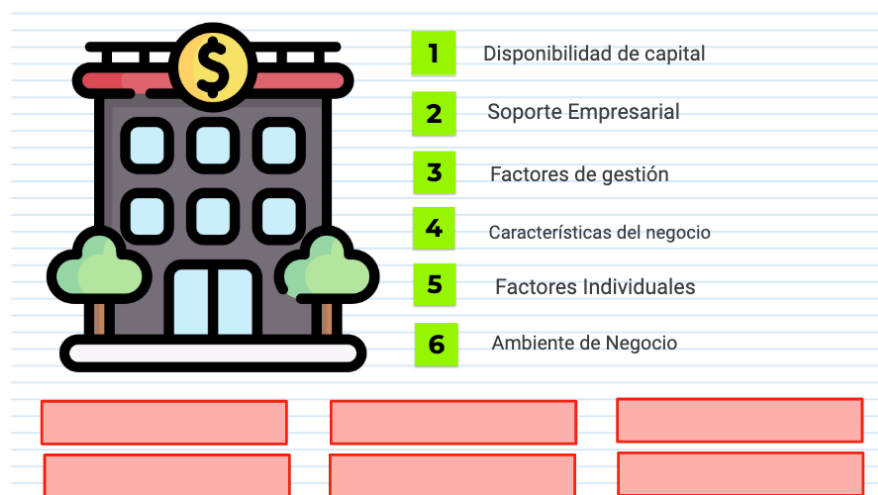 $
1 Disponibilidad de capital
2 Soporte Empresarial
3 Factores de gestión
4 Características del negocio
5 Factores Individuales
6 Ambiente de Negocio